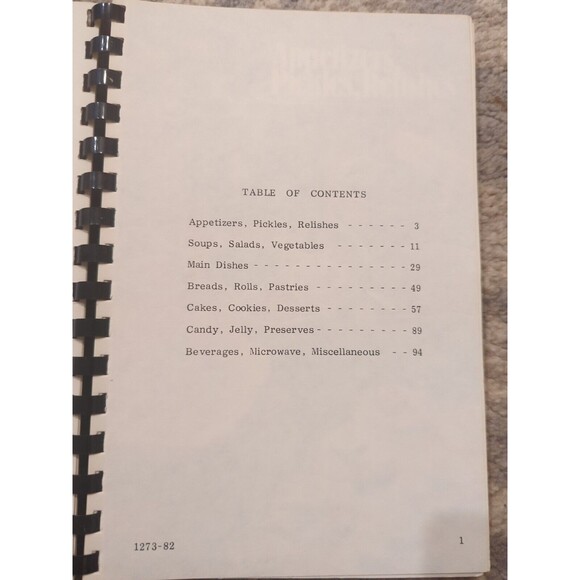 TABLE OF CONTENTS
Appetizers, Pickles, Relishes - - - - - - 3
Soups, Salads, Vegetables - - - - - - - 11
Main Dishes - - - - - - - - - - - - - 29
Breads, Rolls, Pastries - - - - - - - - - 49
Cakes, Cookies, Desserts - - - - - - - - 57
Candy, Jelly, Preserves - - - - - - - - - 89
Beverages, Microwave, Miscellaneous - - 94
1273-82 1